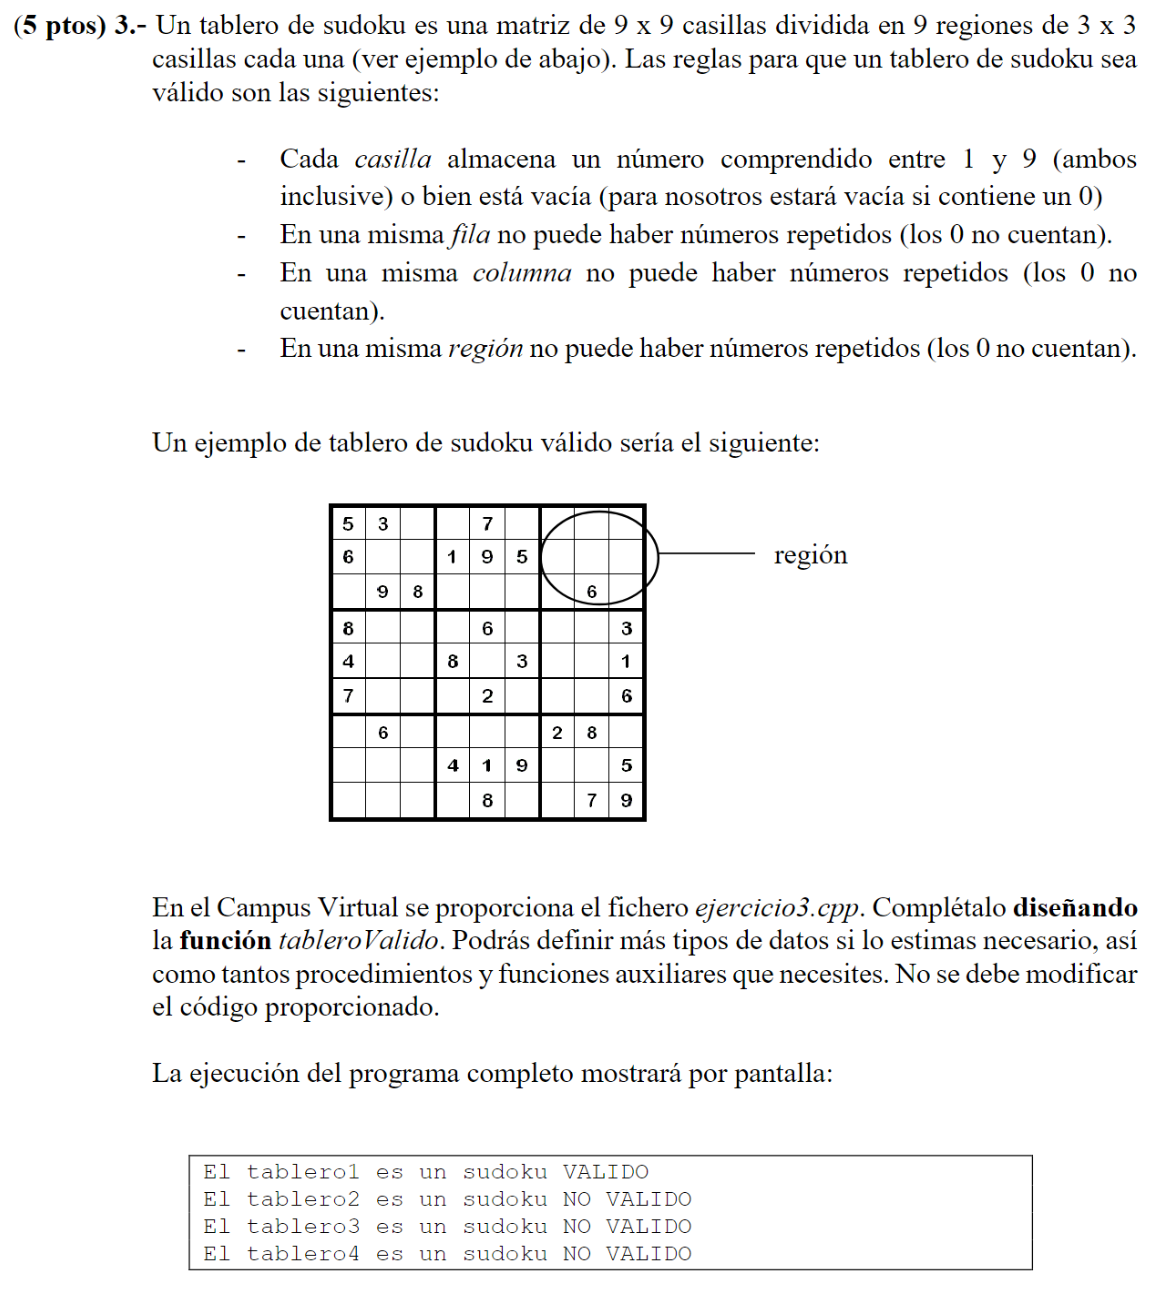 (5 ptos) 3.- Un tablero de sudoku es una matriz de 9 x 9 casillas dividida en 9 regiones de 3 x 3
casillas cada una (ver ejemplo de abajo). Las reglas para que un tablero de sudoku sea
válido son las siguientes:
- Cada casilla almacena un número comprendido entre 1 y 9 (ambos
inclusive) o bien está vacía (para nosotros estará vacía si contiene un 0)
- En una misma fila no puede haber números repetidos (los 0 no cuentan).
- En una misma columna no puede haber números repetidos (los 0 no
cuentan).
- En una misma región no puede haber números repetidos (los 0 no cuentan).
Un ejemplo de tablero de sudoku válido sería el siguiente:
5 3 7
6 1 9 5 región
9 8 6
8 6 3
4 8 3 1
7 2 6
6 2 8
4 1 9 5
8 7 9
En el Campus Virtual se proporciona el fichero ejercicio3.cpp. Complétalo diseñando
la función tableroValido. Podrás definir más tipos de datos si lo estimas necesario, así
como tantos procedimientos y funciones auxiliares que necesites. No se debe modificar
el código proporcionado.
La ejecución del programa completo mostrará por pantalla:
El tablero1 es un sudoku VALIDO
El tablero2 es un sudoku NO VALIDO
El tablero3 es un sudoku NO VALIDO
El tablero4 es un sudoku NO VALIDO